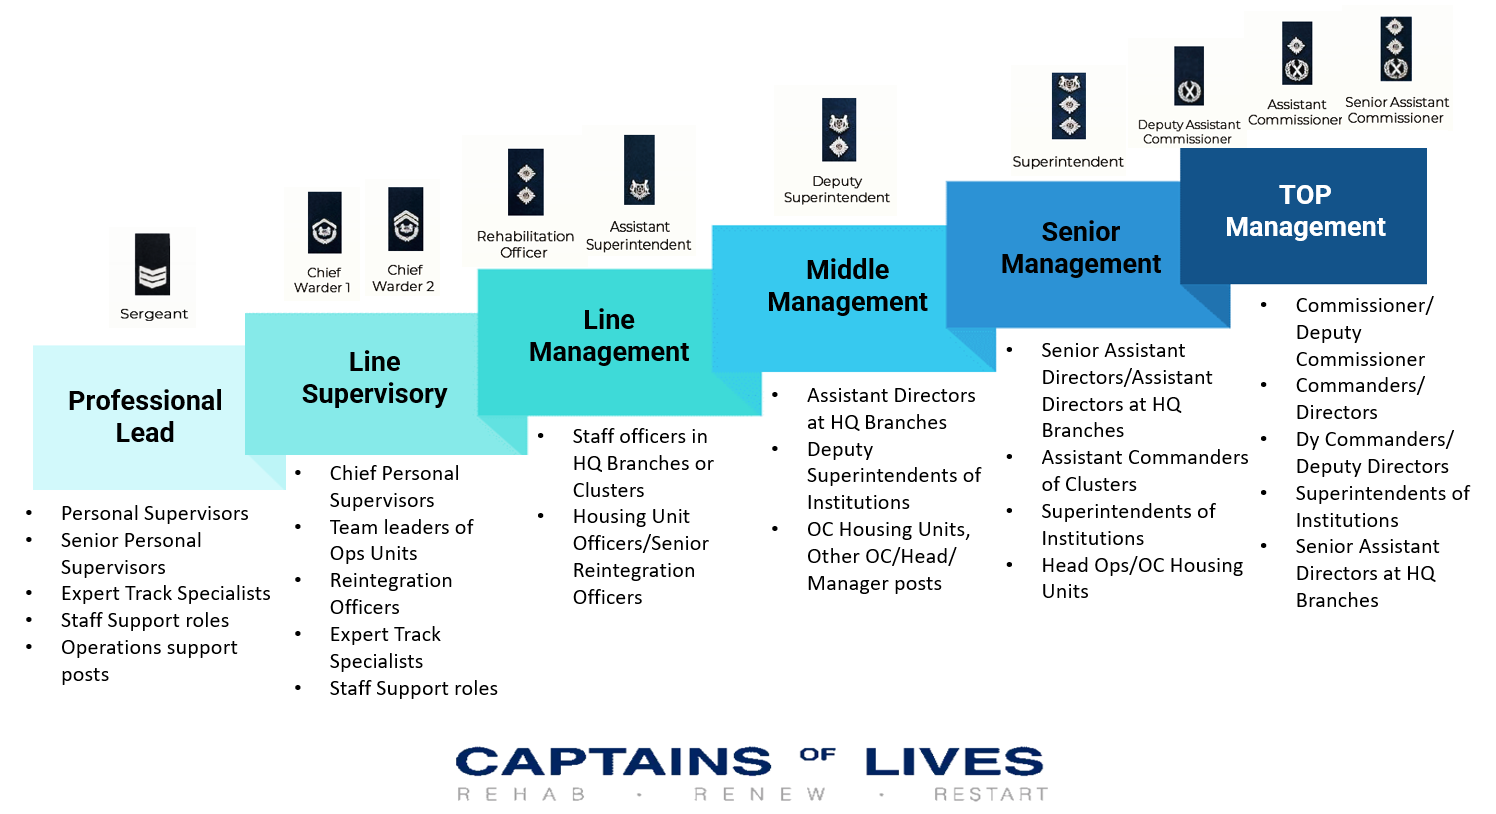 Sergeant
Professional
Lead
• Personal Supervisors
• Senior Personal
Supervisors
• Expert Track Specialists
• Staff Support roles
• Operations support
posts
Chief
Warder 1
Chief
Warder 2
Line
Supervisory
• Chief Personal
Supervisors
• Team leaders of
Ops Units
• Reintegration
Officers
• Expert Track
Specialists
• Staff Support roles
Rehabilitation
Officer
Assistant
Superintendent
Line
Management
• Staff officers in
HQ Branches or
Clusters
• Housing Unit
Officers/Senior
Reintegration
Officers
Deputy
Superintendent
Middle
Management
• Assistant Directors
at HQ Branches
• Deputy
Superintendents of
Institutions
• OC Housing Units,
Other OC/Head/
Manager posts
Superintendent
Senior
Management
• Senior Assistant
Directors/Assistant
Directors at HQ
Branches
• Assistant Commanders
of Clusters
• Superintendents of
Institutions
• Head Ops/OC Housing
Units
Deputy Assistant
Commissioner
Assistant
Commissioner
Senior Assistant
Commissioner
TOP
Management
• Commissioner/
Deputy
Commissioner
• Commanders/
Directors
• Dy Commanders/
Deputy Directors
• Superintendents of
Institutions
• Senior Assistant
Directors at HQ
Branches
CAPTAINS OF LIVES
REHAB · RENEW · RESTART